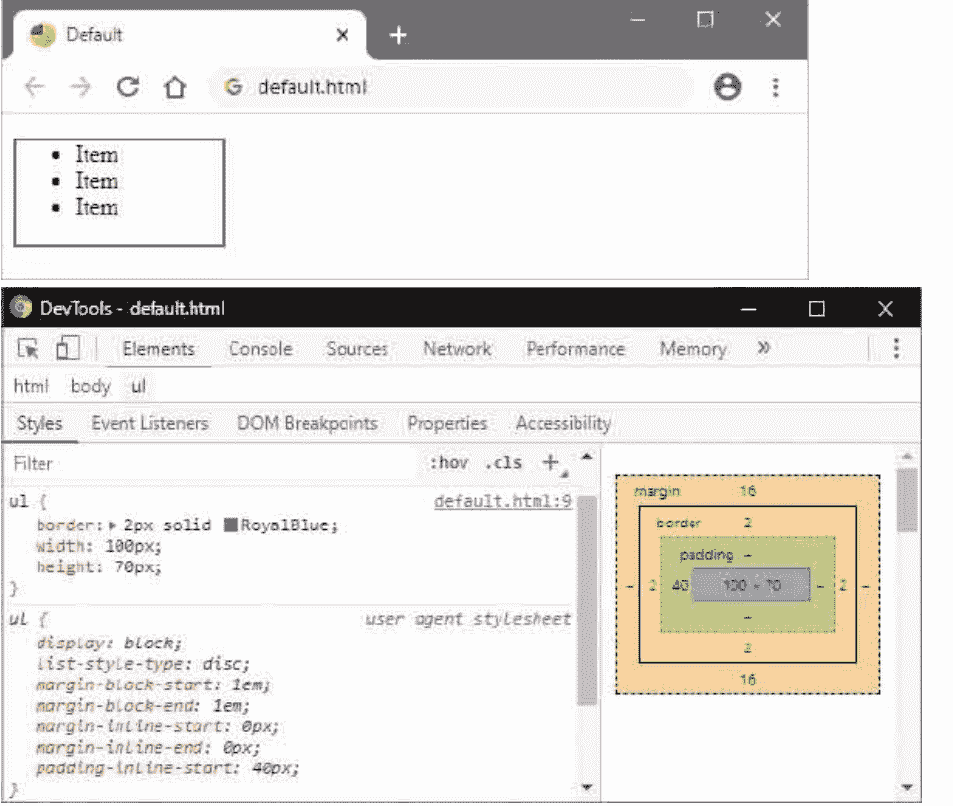 Default
default.html
Item
Item
Item
DevTools - default.html
Elements Console Sources Network Performance Memory »
html body ul
Styles Event Listeners DOM Breakpoints Properties Accessibility
Filter :hov .cls +
ul { default.html:9
border: 2px solid RoyalBlue;
width: 100px;
height: 70px;
}
ul { user agent stylesheet
display: block;
list-style-type: disc;
margin-block-start: 1em;
margin-block-end: 1em;
margin-inline-start: 0px;
margin-inline-end: 0px;
padding-inline-start: 40px;
}
margin 16
border 2
padding -
- 2 40 100 × 70 - 2 -
-
2
16